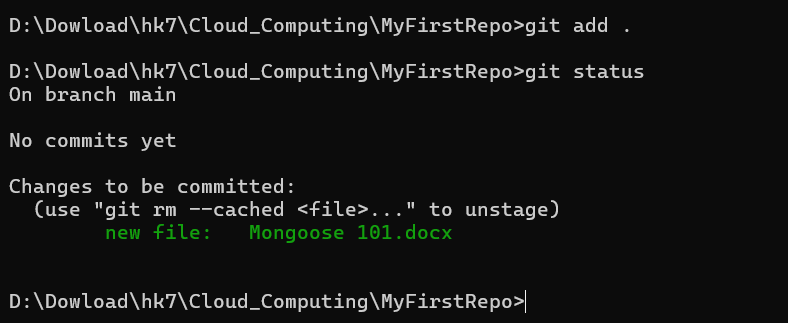 D:\Dowload\hk7\Cloud_Computing\MyFirstRepo>git add .
D:\Dowload\hk7\Cloud_Computing\MyFirstRepo>git status
On branch main
No commits yet
Changes to be committed:
  (use "git rm --cached <file>..." to unstage)
        new file:   Mongoose 101.docx
D:\Dowload\hk7\Cloud_Computing\MyFirstRepo>